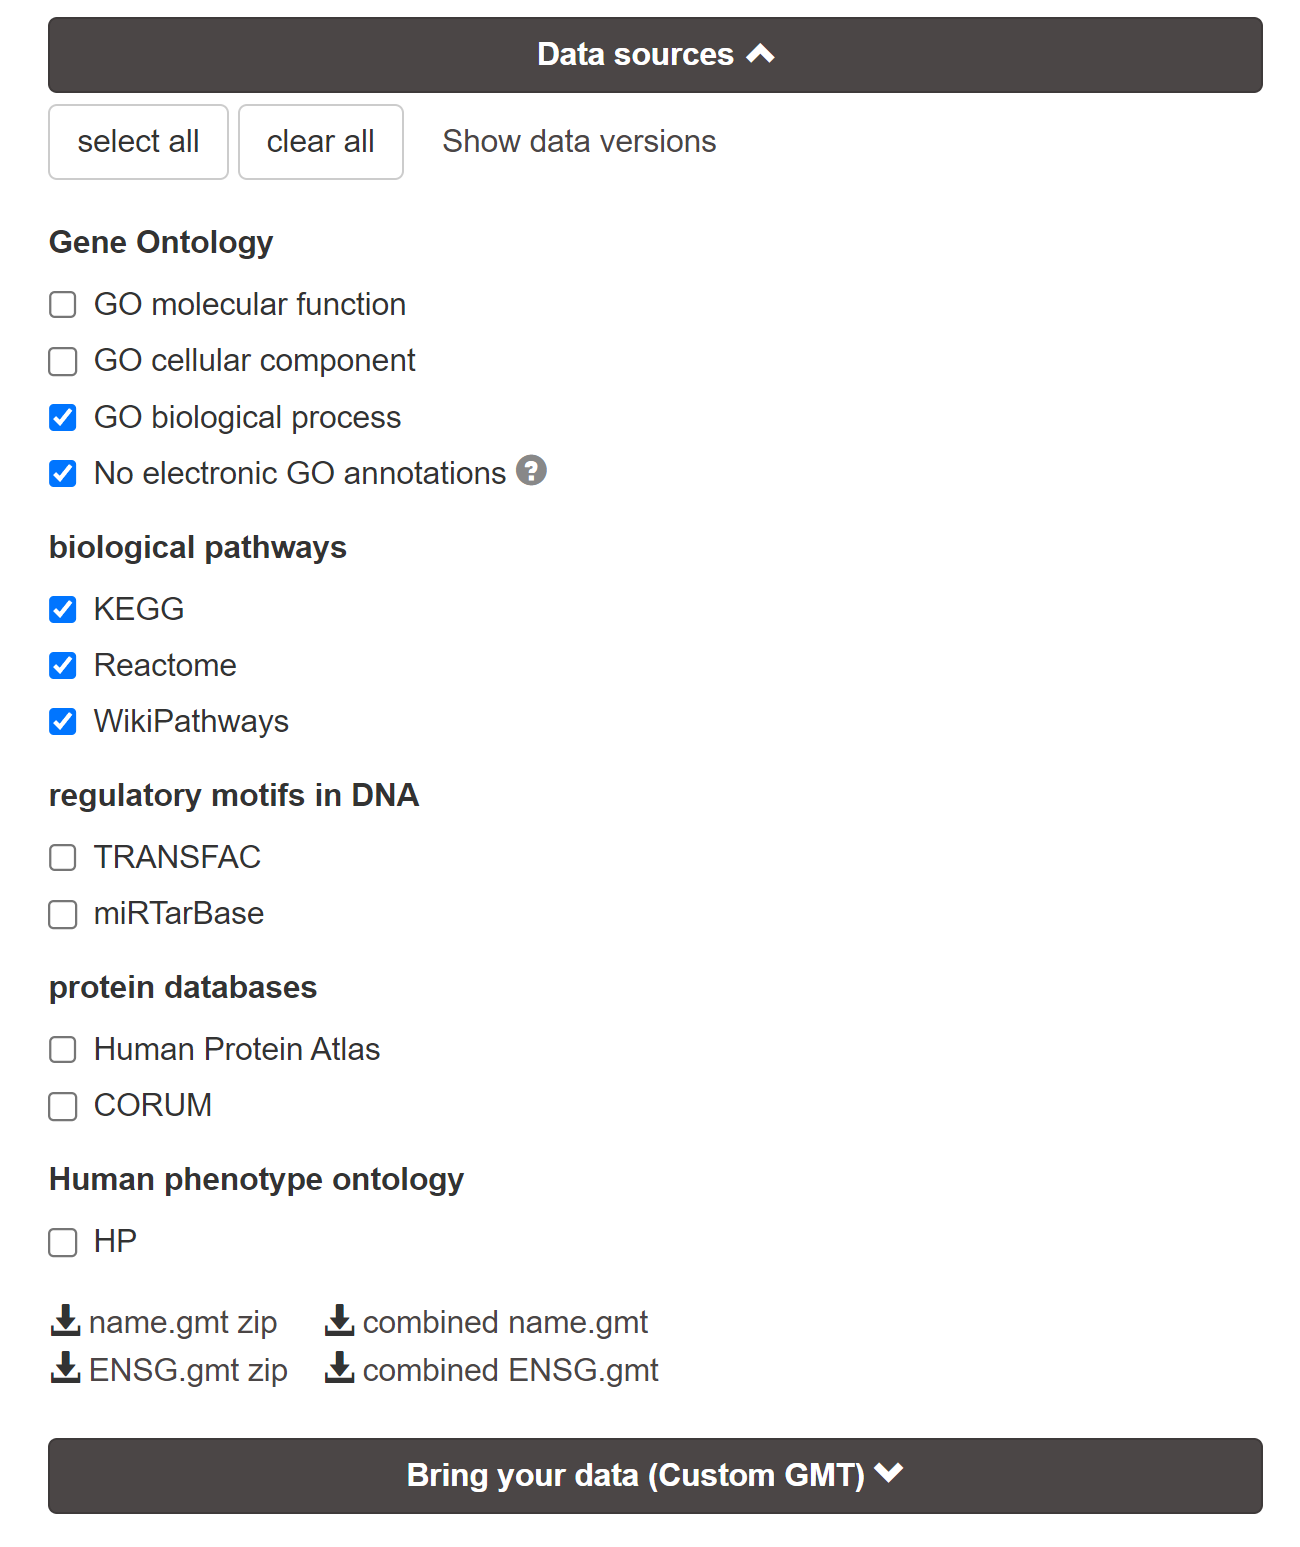 Data sources
select all clear all Show data versions
Gene Ontology
GO molecular function
GO cellular component
GO biological process
No electronic GO annotations ?
biological pathways
KEGG
Reactome
WikiPathways
regulatory motifs in DNA
TRANSFAC
miRTarBase
protein databases
Human Protein Atlas
CORUM
Human phenotype ontology
HP
name.gmt zip combined name.gmt
ENSG.gmt zip combined ENSG.gmt
Bring your data (Custom GMT)